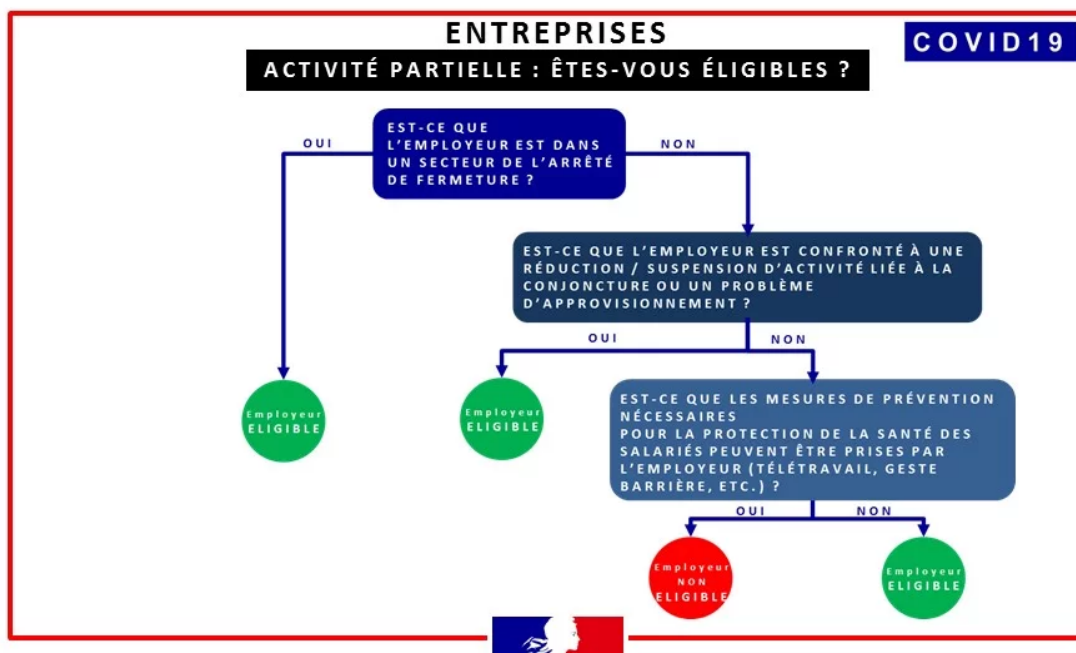 ENTREPRISES
COVID19
ACTIVITÉ PARTIELLE : ÊTES-VOUS ÉLIGIBLES ?
EST-CE QUE
L'EMPLOYEUR EST DANS
UN SECTEUR DE L'ARRÊTÉ
DE FERMETURE ?
OUI
NON
EST-CE QUE L'EMPLOYEUR EST CONFRONTÉ À UNE
RÉDUCTION / SUSPENSION D'ACTIVITÉ LIÉE À LA
CONJONCTURE OU UN PROBLÈME
D'APPROVISIONNEMENT ?
OUI
NON
Employeur
ELIGIBLE
Employeur
ELIGIBLE
EST-CE QUE LES MESURES DE PRÉVENTION
NÉCESSAIRES
POUR LA PROTECTION DE LA SANTÉ DES
SALARIÉS PEUVENT ÊTRE PRISES PAR
L'EMPLOYEUR (TÉLÉTRAVAIL, GESTE
BARRIÈRE, ETC.) ?
OUI
NON
Employeur
NON
ELIGIBLE
Employeur
ELIGIBLE